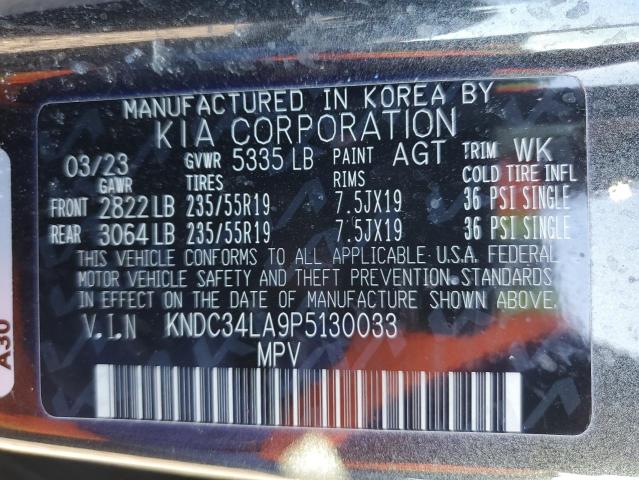 MANUFACTURED IN KOREA BY
KIA CORPORATION
03/23 GVWR 5335 LB PAINT AGT TRIM WK
GAWR TIRES RIMS COLD TIRE INFL
FRONT 2822 LB 235/55R19 7.5JX19 36 PSI SINGLE
REAR 3064 LB 235/55R19 7.5JX19 36 PSI SINGLE
THIS VEHICLE CONFORMS TO ALL APPLICABLE U.S.A. FEDERAL
MOTOR VEHICLE SAFETY AND THEFT PREVENTION STANDARDS
IN EFFECT ON THE DATE OF MANUFACTURE SHOWN ABOVE.
V.I.N KNDC34LA9P5130033
MPV
A30